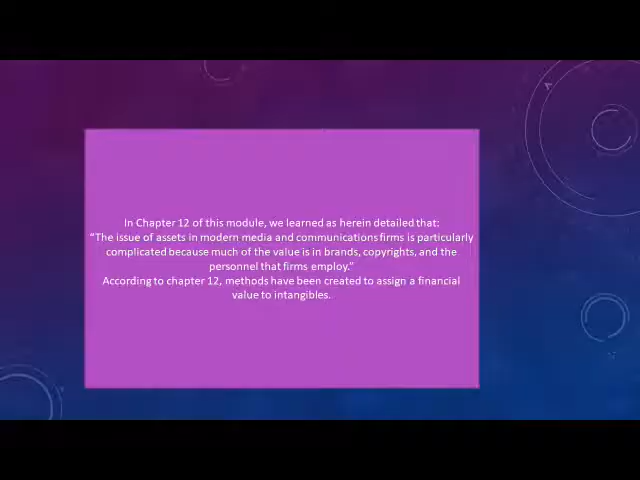 In Chapter 12 of this module, we learned as herein detailed that:
“The issue of assets in modern media and communications firms is particularly
complicated because much of the value is in brands, copyrights, and the
personnel that firms employ.”
According to chapter 12, methods have been created to assign a financial
value to intangibles.